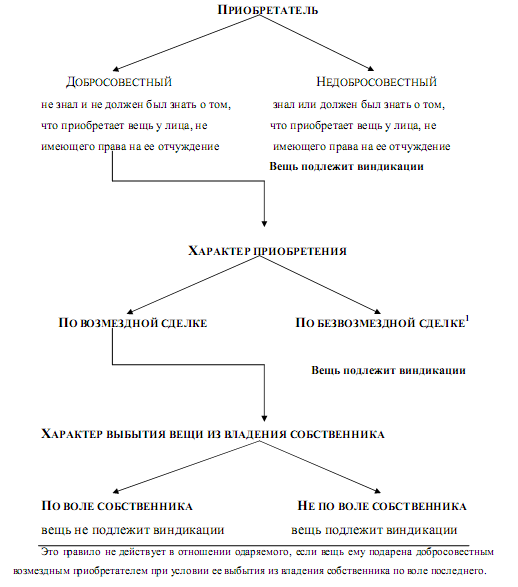 ПРИОБРЕТАТЕЛЬ
ДОБРОСОВЕСТНЫЙ
не знал и не должен был знать о том,
что приобретает вещь у лица, не
имеющего права на ее отчуждение
НЕДОБРОСОВЕСТНЫЙ
знал или должен был знать о том,
что приобретает вещь у лица, не
имеющего права на ее отчуждение
Вещь подлежит виндикации
ХАРАКТЕР ПРИОБРЕТЕНИЯ
ПО ВОЗМЕЗДНОЙ СДЕЛКЕ
ПО БЕЗВОЗМЕЗДНОЙ СДЕЛКЕ¹
Вещь подлежит виндикации
ХАРАКТЕР ВЫБЫТИЯ ВЕЩИ ИЗ ВЛАДЕНИЯ СОБСТВЕННИКА
ПО ВОЛЕ СОБСТВЕННИКА
вещь не подлежит виндикации
НЕ ПО ВОЛЕ СОБСТВЕННИКА
вещь подлежит виндикации
Это правило не действует в отношении одаряемого, если вещь ему подарена добросовестным
возмездным приобретателем при условии ее выбытия из владения собственника по воле последнего.